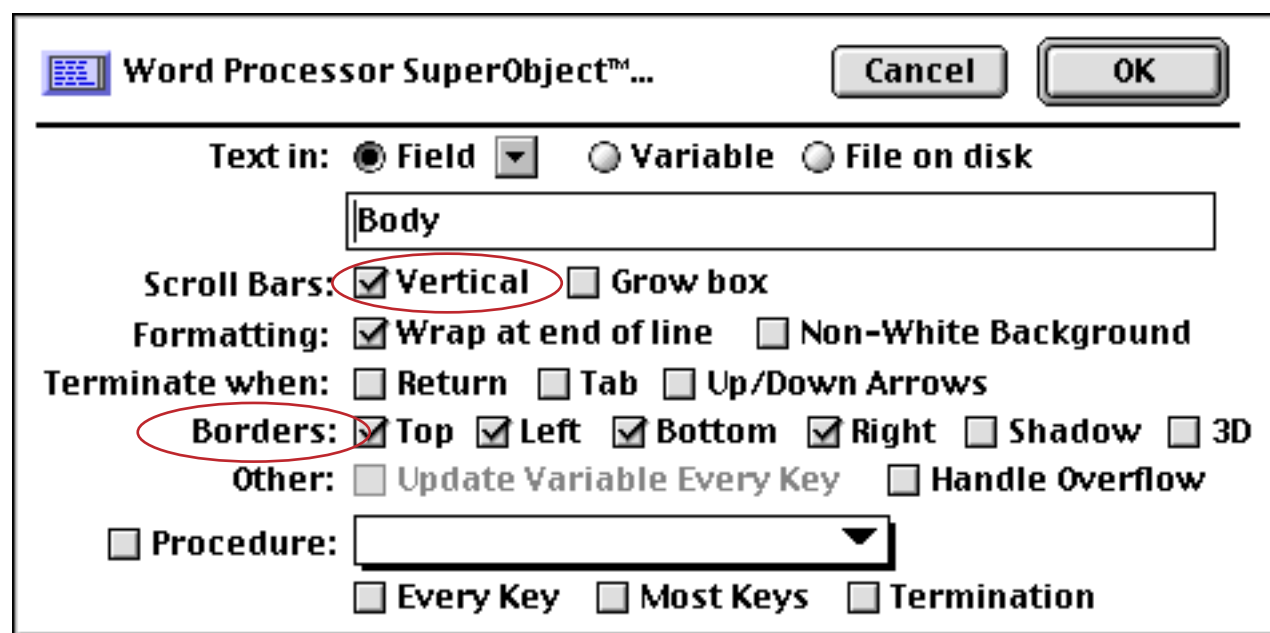 Word Processor SuperObject™... Cancel OK
Text in: Field Variable File on disk
Body
Scroll Bars: Vertical Grow box
Formatting: Wrap at end of line Non-White Background
Terminate when: Return Tab Up/Down Arrows
Borders: Top Left Bottom Right Shadow 3D
Other: Update Variable Every Key Handle Overflow
Procedure:
Every Key Most Keys Termination